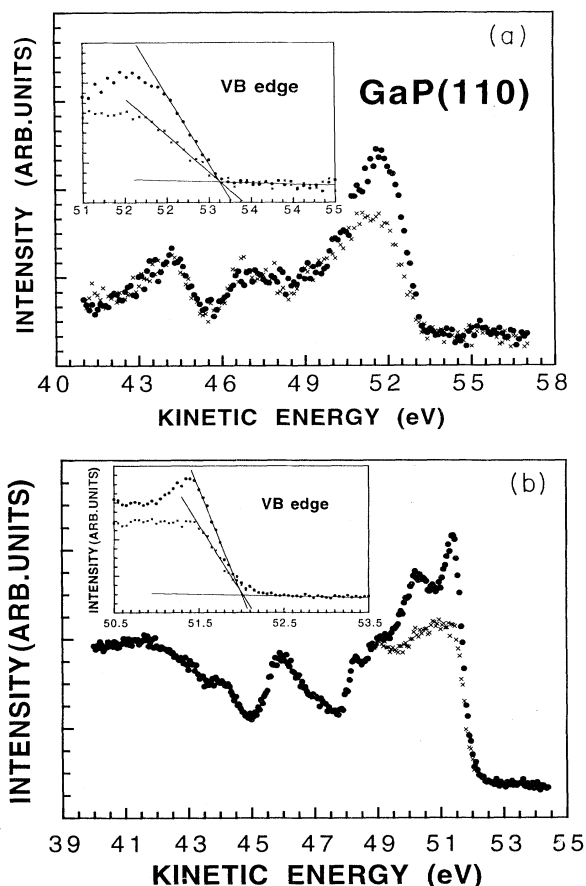 (a)
GaP(110)
VB edge
51 52 52 53 54 54 55
INTENSITY (ARB.UNITS)
40 43 46 49 52 55 58
KINETIC ENERGY (eV)
(b)
INTENSITY(ARB.UNITS)
VB edge
50.5 51.5 52.5 53.5
INTENSITY(ARB.UNITS)
39 41 43 45 47 49 51 53 55
KINETIC ENERGY (eV)